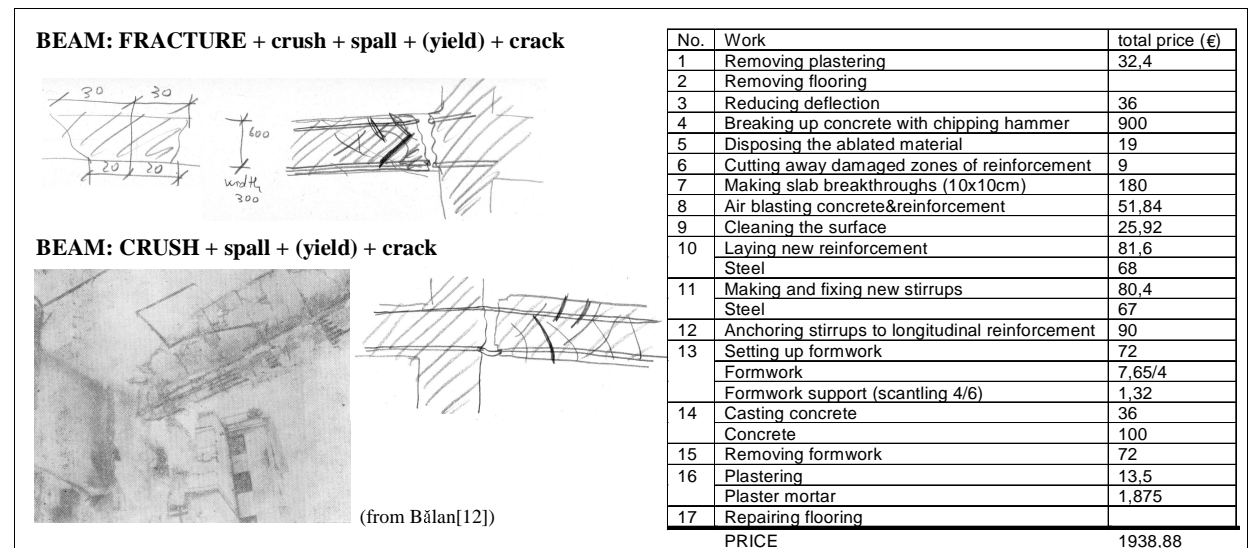 BEAM: FRACTURE + crush + spall + (yield) + crack
30 30
20 20
600
width
300
BEAM: CRUSH + spall + (yield) + crack
(from Bălan[12])
No. Work total price (€)
1 Removing plastering 32,4
2 Removing flooring
3 Reducing deflection 36
4 Breaking up concrete with chipping hammer 900
5 Disposing the ablated material 19
6 Cutting away damaged zones of reinforcement 9
7 Making slab breakthroughs (10x10cm) 180
8 Air blasting concrete&reinforcement 51,84
9 Cleaning the surface 25,92
10 Laying new reinforcement 81,6
Steel 68
11 Making and fixing new stirrups 80,4
Steel 67
12 Anchoring stirrups to longitudinal reinforcement 90
13 Setting up formwork 72
Formwork 7,65/4
Formwork support (scantling 4/6) 1,32
14 Casting concrete 36
Concrete 100
15 Removing formwork 72
16 Plastering 13,5
Plaster mortar 1,875
17 Repairing flooring
PRICE 1938,88